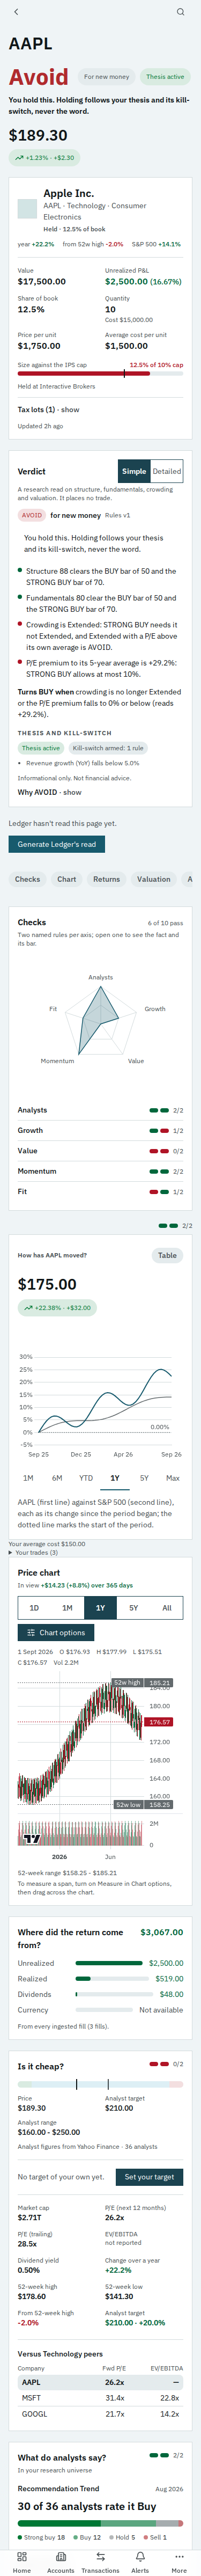 AAPL
Avoid
For new money
Thesis active
You hold this. Holding follows your thesis and its kill-
switch, never the word.
$189.30
+1.23% · +$2.30
Apple Inc.
AAPL · Technology · Consumer
Electronics
Held · 12.5% of book
year +22.2%
from 52w high -2.0%
S&P 500 +14.1%
Value
Unrealized P&L
$17,500.00
$2,500.00 (16.67%)
Share of book
Quantity
12.5%
10
Cost $15,000.00
Price per unit
Average cost per unit
$1,750.00
$1,500.00
Size against the IPS cap
12.5% of 10% cap
Held at Interactive Brokers
Tax lots (1) · show
Updated 2h ago
Verdict
Simple
Detailed
A research read on structure, fundamentals, crowding
and valuation. It places no trade.
AVOID
for new money
Rules v1
You hold this. Holding follows your thesis
and its kill-switch, never the word.
Structure 88 clears the BUY bar of 50 and the
STRONG BUY bar of 70.
Fundamentals 80 clear the BUY bar of 50 and
the STRONG BUY bar of 70.
Crowding is Extended: STRONG BUY needs it
not Extended, and Extended with a P/E above
its own average is AVOID.
P/E premium to its 5-year average is +29.2%:
STRONG BUY allows at most 10%.
Turns BUY when crowding is no longer Extended
or the P/E premium falls to 0% or below (reads
+29.2%).
THESIS AND KILL-SWITCH
Thesis active
Kill-switch armed: 1 rule
Revenue growth (YoY) falls below 5.0%
Informational only. Not financial advice.
Why AVOID · show
Ledger hasn't read this page yet.
Generate Ledger's read
Checks
Chart
Returns
Valuation
A
Checks
6 of 10 pass
Two named rules per axis; open one to see the fact and
its bar.
Analysts
Fit
Growth
Momentum
Value
Analysts
2/2
Growth
1/2
Value
0/2
Momentum
2/2
Fit
1/2
2/2
How has AAPL moved?
Table
$175.00
+22.38% · +$32.00
30%
25%
20%
15%
10%
5%
0%
-5%
0.00%
Sep 25
Dec 25
Apr 26
Sep 26
1M
6M
YTD
1Y
5Y
Max
AAPL (first line) against S&P 500 (second line),
each as its change since the period began; the
dotted line marks the start of the period.
Your average cost $150.00
Your trades (3)
Price chart
In view +$14.23 (+8.8%) over 365 days
1D
1M
1Y
5Y
All
Chart options
1 Sept 2026
O $176.93
H $177.99
L $175.51
C $176.57
Vol 2.2M
52w high
185.21
180.00
176.57
172.00
168.00
164.00
160.00
52w low
158.25
2M
0
2026
Jun
52-week range $158.25 - $185.21
To measure a span, turn on Measure in Chart options,
then drag across the chart.
Where did the return come
from?
$3,067.00
Unrealized
$2,500.00
Realized
$519.00
Dividends
$48.00
Currency
Not available
From every ingested fill (3 fills).
Is it cheap?
0/2
Price
Analyst target
$189.30
$210.00
Analyst range
$160.00 - $250.00
Analyst figures from Yahoo Finance · 36 analysts
No target of your own yet.
Set your target
Market cap
P/E (next 12 months)
$2.71T
26.2x
P/E (trailing)
EV/EBITDA
28.5x
not reported
Dividend yield
Change over a year
0.50%
+22.2%
52-week high
52-week low
$178.60
$141.30
From 52-week high
Analyst target
-2.0%
$210.00 · +20.0%
Versus Technology peers
Company
Fwd P/E
EV/EBITDA
AAPL
26.2x
—
MSFT
31.4x
22.8x
GOOGL
21.7x
14.2x
What do analysts say?
2/2
In your research universe
Recommendation Trend
Aug 2026
30 of 36 analysts rate it Buy
Strong buy 18
Buy 12
Hold 5
Sell 1
Home
Accounts
Transactions
Alerts
More